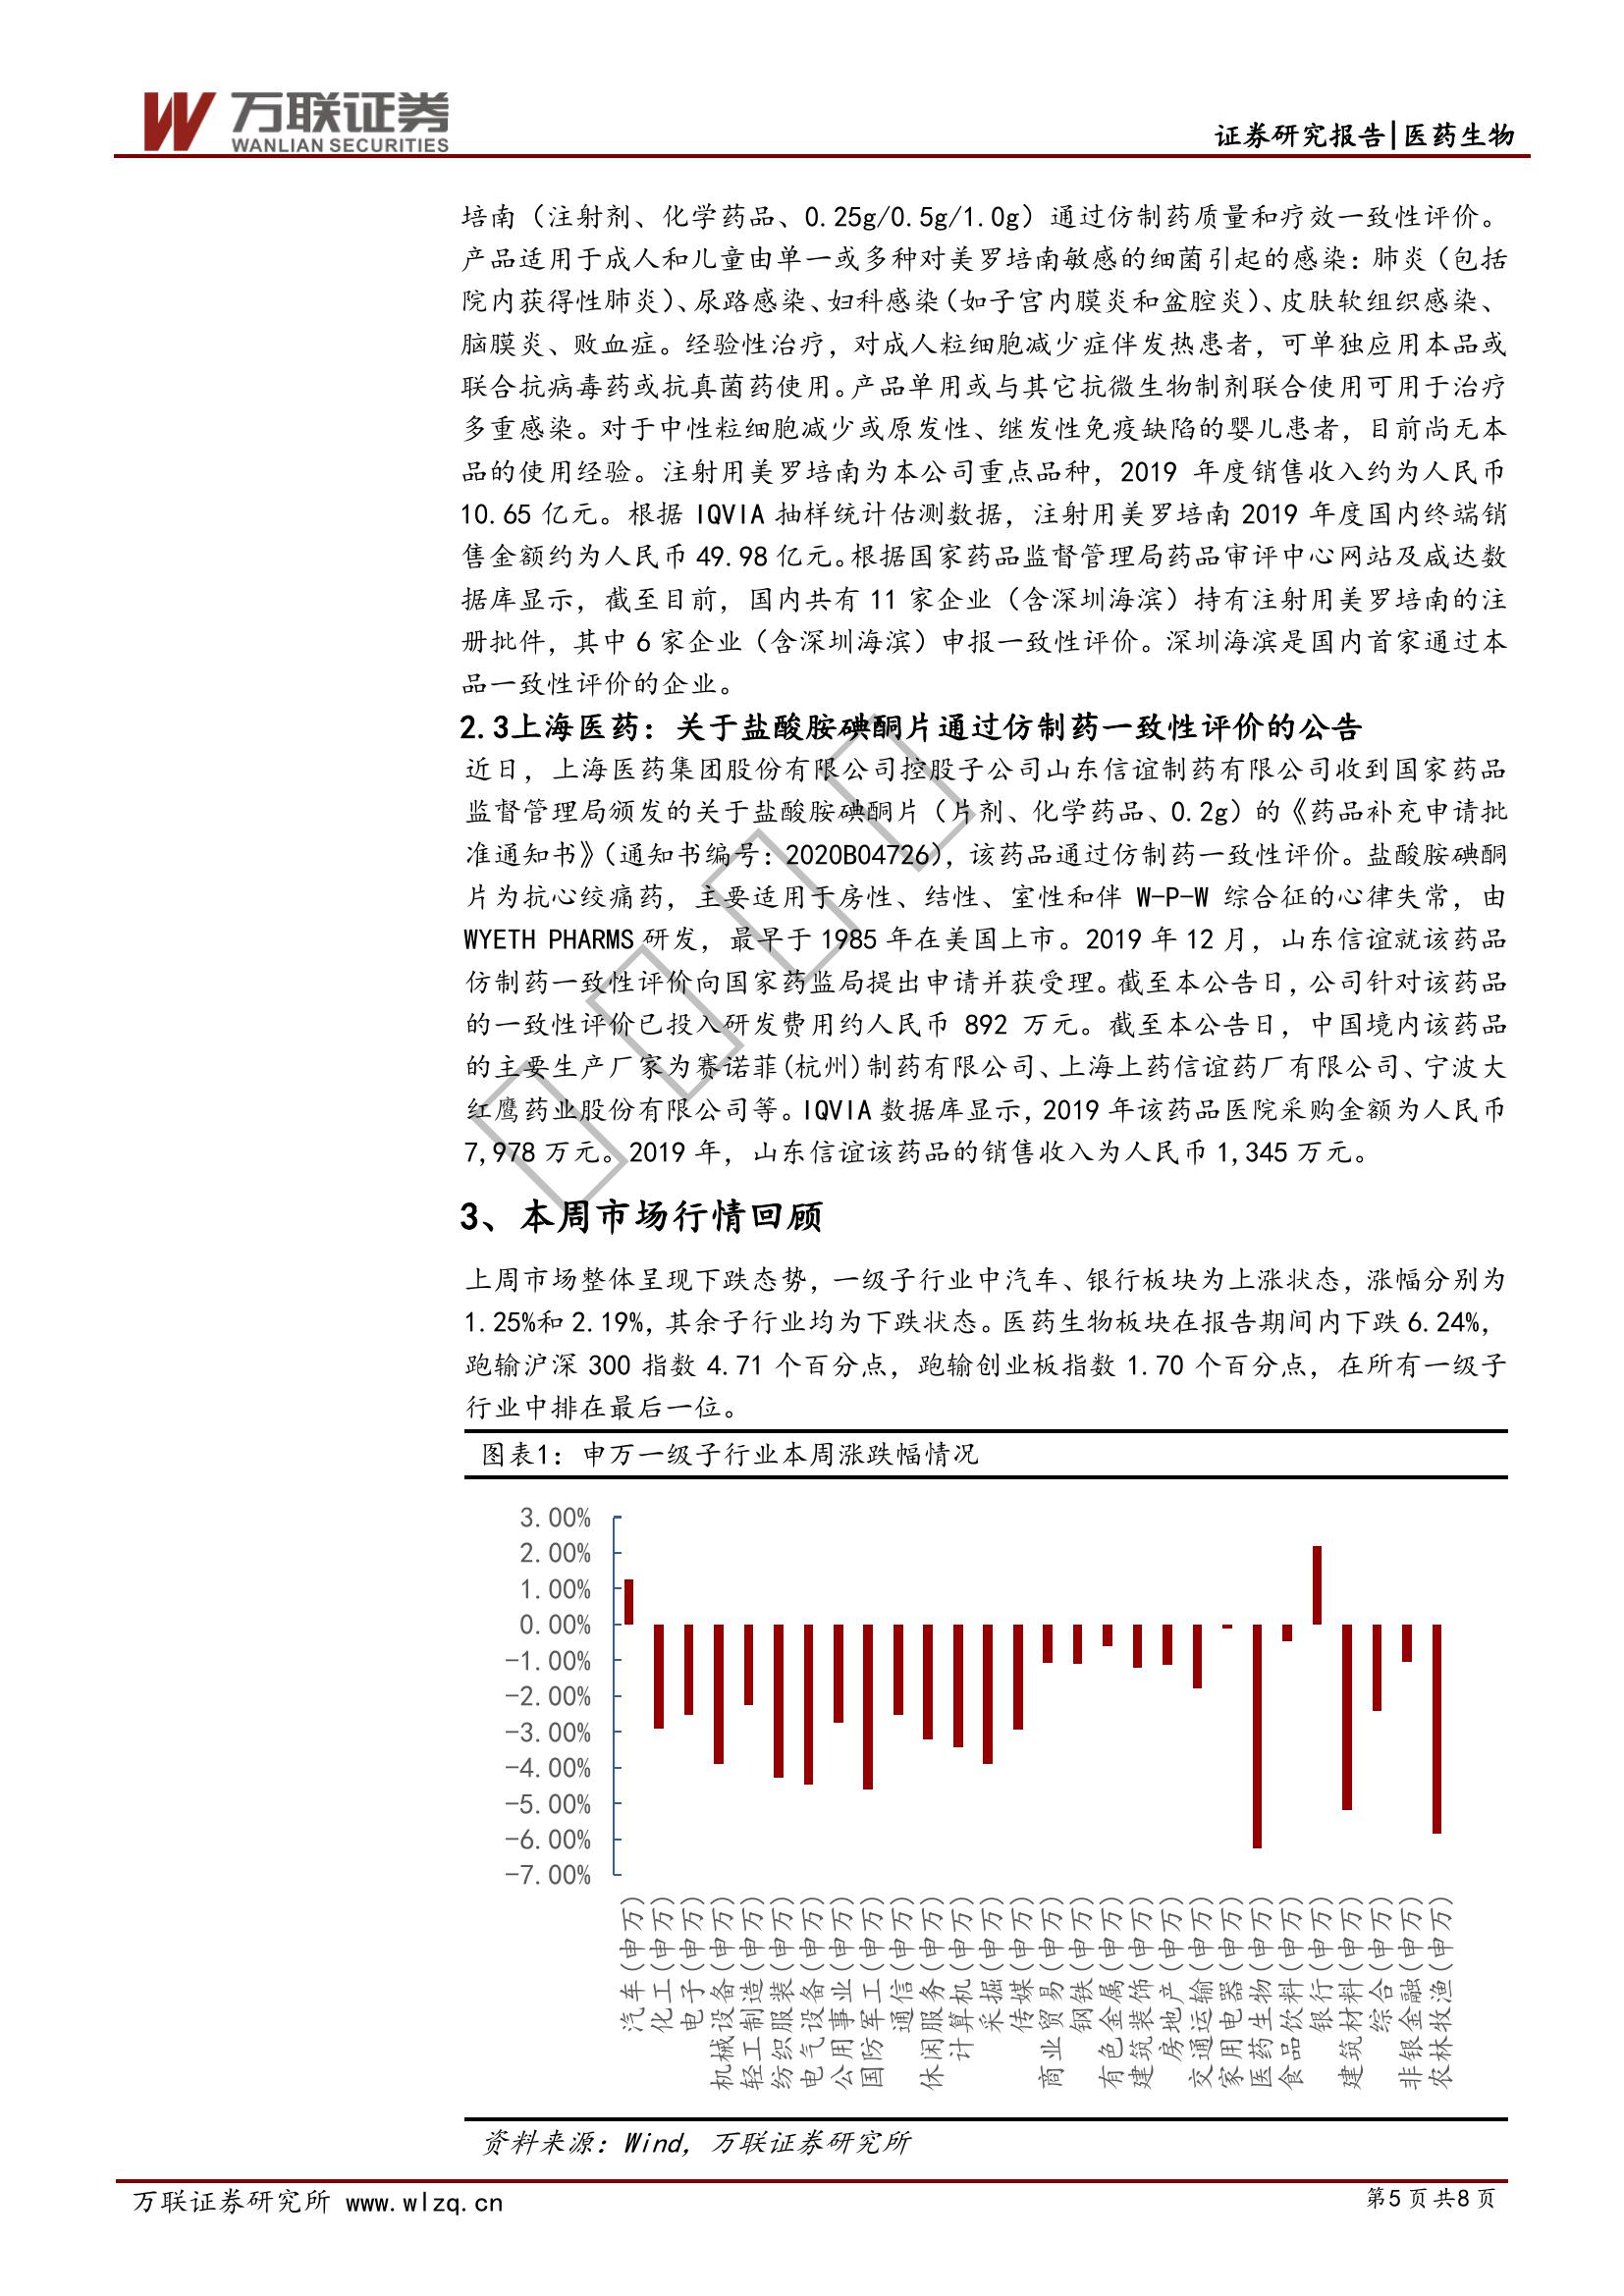 万联证券
WANLIAN SECURITIES
证券研究报告|医药生物
培南（注射剂、化学药品、0.25g/0.5g/1.0g）通过仿制药质量和疗效一致性评价。
产品适用于成人和儿童由单一或多种对美罗培南敏感的细菌引起的感染：肺炎（包括
院内获得性肺炎）、尿路感染、妇科感染（如子宫内膜炎和盆腔炎）、皮肤软组织感染、
脑膜炎、败血症。经验性治疗，对成人粒细胞减少症伴发热患者，可单独应用本品或
联合抗病毒药或抗真菌药使用。产品单用或与其它抗微生物制剂联合使用可用于治疗
多重感染。对于中性粒细胞减少或原发性、继发性免疫缺陷的婴儿患者，目前尚无本
品的使用经验。注射用美罗培南为本公司重点品种，2019 年度销售收入约为人民币
10.65 亿元。根据 IQVIA 抽样统计估测数据，注射用美罗培南 2019 年度国内终端销
售金额约为人民币 49.98 亿元。根据国家药品监督管理局药品审评中心网站及咸达数
据库显示，截至目前，国内共有 11 家企业（含深圳海滨）持有注射用美罗培南的注
册批件，其中 6 家企业（含深圳海滨）申报一致性评价。深圳海滨是国内首家通过本
品一致性评价的企业。
2.3上海医药：关于盐酸胺碘酮片通过仿制药一致性评价的公告
近日，上海医药集团股份有限公司控股子公司山东信谊制药有限公司收到国家药品
监督管理局颁发的关于盐酸胺碘酮片（片剂、化学药品、0.2g）的《药品补充申请批
准通知书》（通知书编号：2020B04726），该药品通过仿制药一致性评价。盐酸胺碘酮
片为抗心绞痛药，主要适用于房性、结性、室性和伴 W-P-W 综合征的心律失常，由
WYETH PHARMS 研发，最早于 1985 年在美国上市。2019 年 12 月，山东信谊就该药品
仿制药一致性评价向国家药监局提出申请并获受理。截至本公告日，公司针对该药品
的一致性评价已投入研发费用约人民币 892 万元。截至本公告日，中国境内该药品
的主要生产厂家为赛诺菲(杭州)制药有限公司、上海上药信谊药厂有限公司、宁波大
红鹰药业股份有限公司等。IQVIA 数据库显示，2019 年该药品医院采购金额为人民币
7,978 万元。2019 年，山东信谊该药品的销售收入为人民币 1,345 万元。
3、本周市场行情回顾
上周市场整体呈现下跌态势，一级子行业中汽车、银行板块为上涨状态，涨幅分别为
1.25%和 2.19%，其余子行业均为下跌状态。医药生物板块在报告期间内下跌 6.24%，
跑输沪深 300 指数 4.71 个百分点，跑输创业板指数 1.70 个百分点，在所有一级子
行业中排在最后一位。
图表1：申万一级子行业本周涨跌幅情况
3.00%
2.00%
1.00%
0.00%
-1.00%
-2.00%
-3.00%
-4.00%
-5.00%
-6.00%
-7.00%
汽车(申万)
化工(申万)
电子(申万)
机械设备(申万)
轻工制造(申万)
纺织服装(申万)
电气设备(申万)
公用事业(申万)
国防军工(申万)
通信(申万)
休闲服务(申万)
计算机(申万)
采掘(申万)
传媒(申万)
商业贸易(申万)
钢铁(申万)
有色金属(申万)
建筑装饰(申万)
房地产(申万)
交通运输(申万)
家用电器(申万)
医药生物(申万)
食品饮料(申万)
银行(申万)
建筑材料(申万)
综合(申万)
非银金融(申万)
农林牧渔(申万)
资料来源：Wind，万联证券研究所
万联证券研究所 www.wlzq.cn
第5页共8页